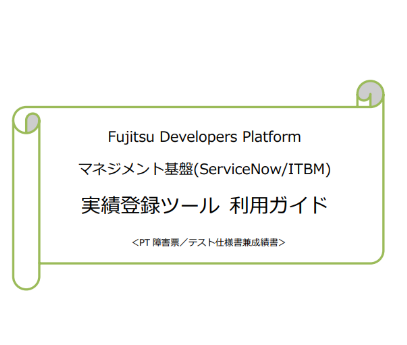 Fujitsu Developers Platform
マネジメント基盤(ServiceNow/ITBM)
実績登録ツール 利用ガイド
＜PT 障害票／テスト仕様書兼成績書＞